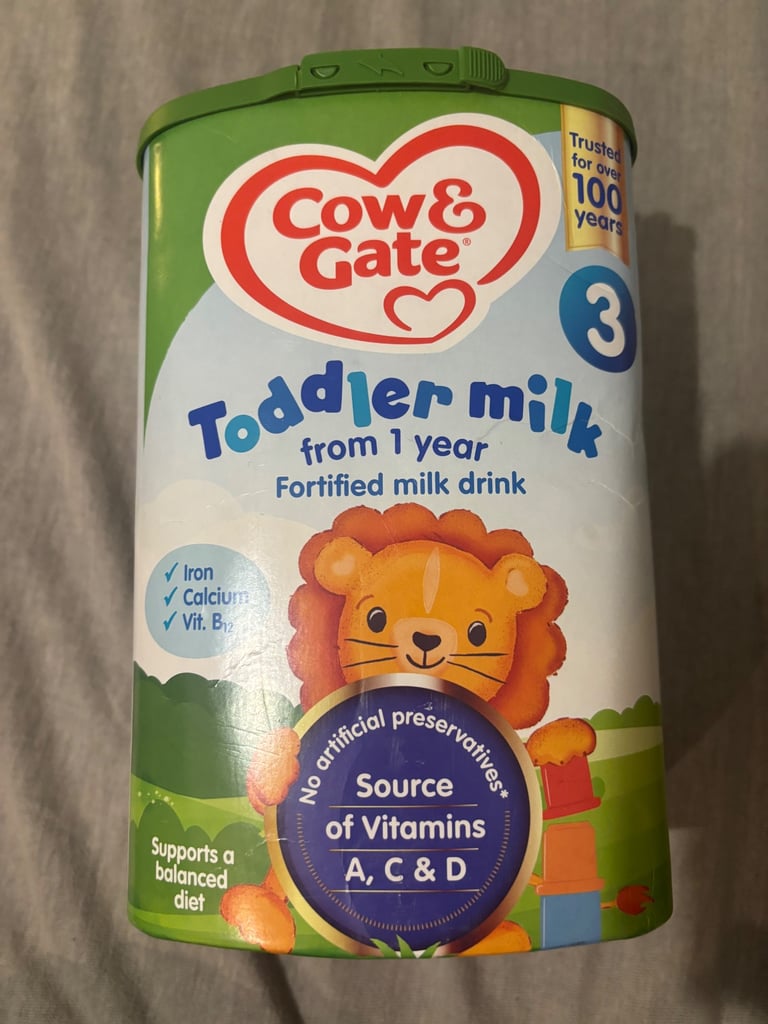 Cow &
Gate®
Trusted
for over
100
years
3
Toddler milk
from 1 year
Fortified milk drink
✓ Iron
✓ Calcium
✓ Vit. B₁₂
No artificial preservatives*
Source
of Vitamins
A, C & D
Supports a
balanced
diet